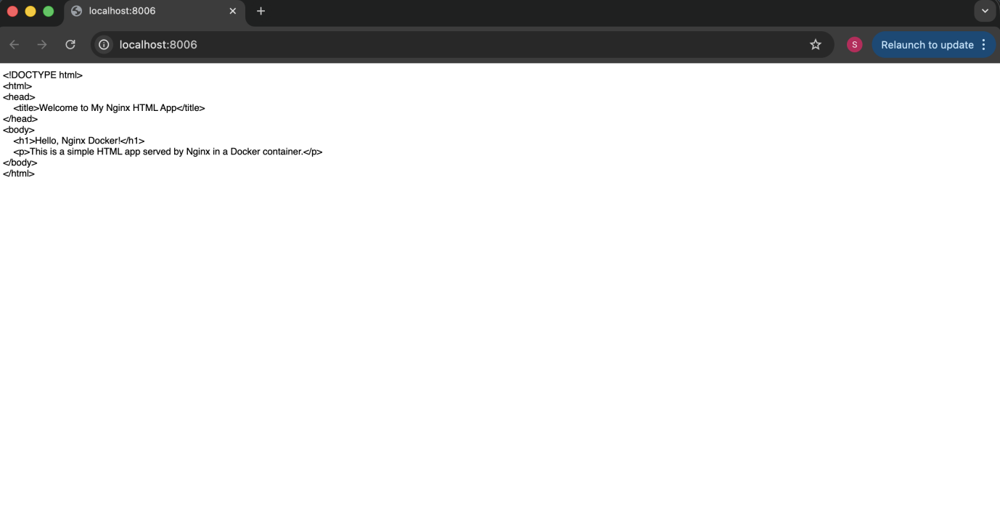 localhost:8006
localhost:8006
S
Relaunch to update
<!DOCTYPE html>
<html>
<head>
    <title>Welcome to My Nginx HTML App</title>
</head>
<body>
    <h1>Hello, Nginx Docker!</h1>
    <p>This is a simple HTML app served by Nginx in a Docker container.</p>
</body>
</html>